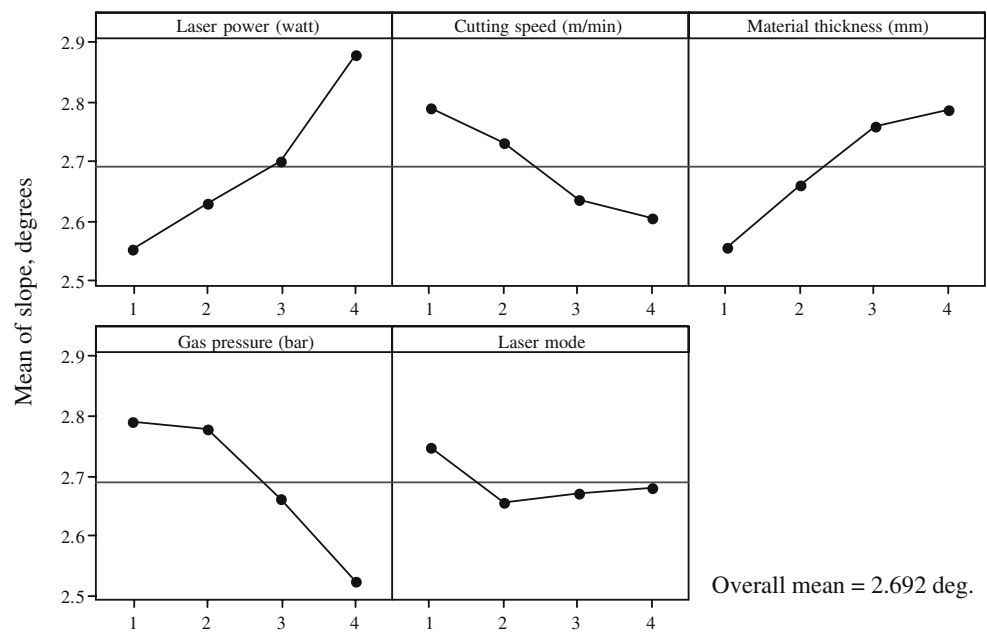 Laser power (watt) Cutting speed (m/min) Material thickness (mm)
2.9
2.8
2.7
2.6
2.5
1 2 3 4 1 2 3 4 1 2 3 4
Mean of slope, degrees
Gas pressure (bar) Laser mode
2.9
2.8
2.7
2.6
2.5
Overall mean = 2.692 deg.
1 2 3 4 1 2 3 4